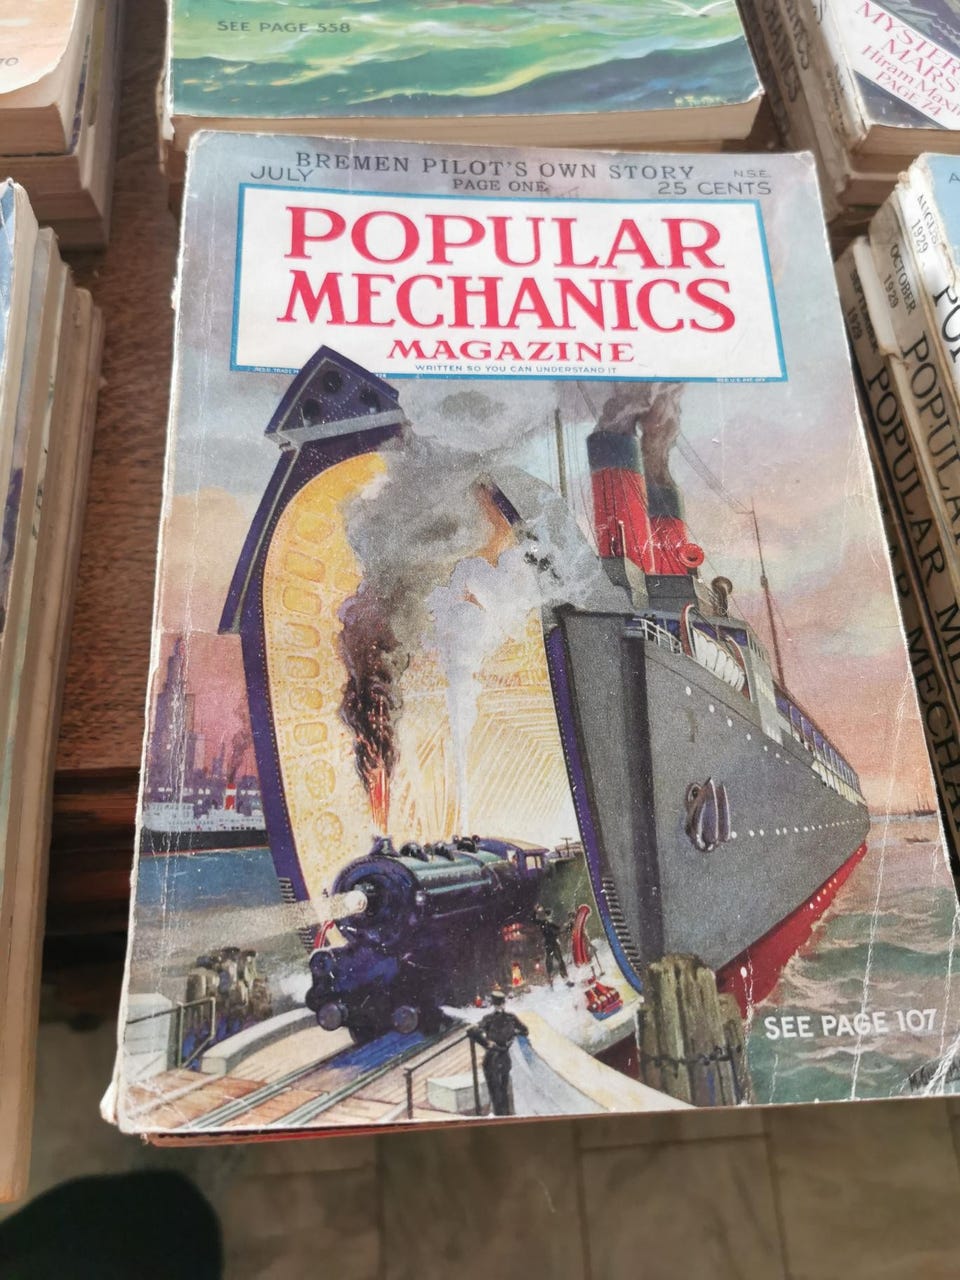 SEE PAGE 558
MYSTER
MARS
Hiram Maxi
PAGE 74
BREMEN PILOT'S OWN STORY
JULY
PAGE ONE
N.S.E.
25 CENTS
POPULAR
MECHANICS
MAGAZINE
WRITTEN SO YOU CAN UNDERSTAND IT
SEE PAGE 107
AUGUST
1929
OCTOBER
1929
SEPTEMBER
1929
POPULAR MECHA
POPULAR MECHA